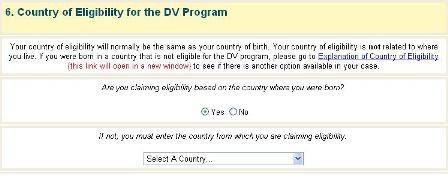 6. Country of Eligibility for the DV Program
Your country of eligibility will normally be the same as your country of birth. Your country of eligibility is not related to where
you live. If you were born in a country that is not eligible for the DV program, please go to Explanation of Country of Eligibility
(this link will open in a new window) to see if there is another option available in your case.
Are you claiming eligibility based on the country where you were born?
Yes No
If not, you must enter the country from which you are claiming eligibility.
Select A Country...